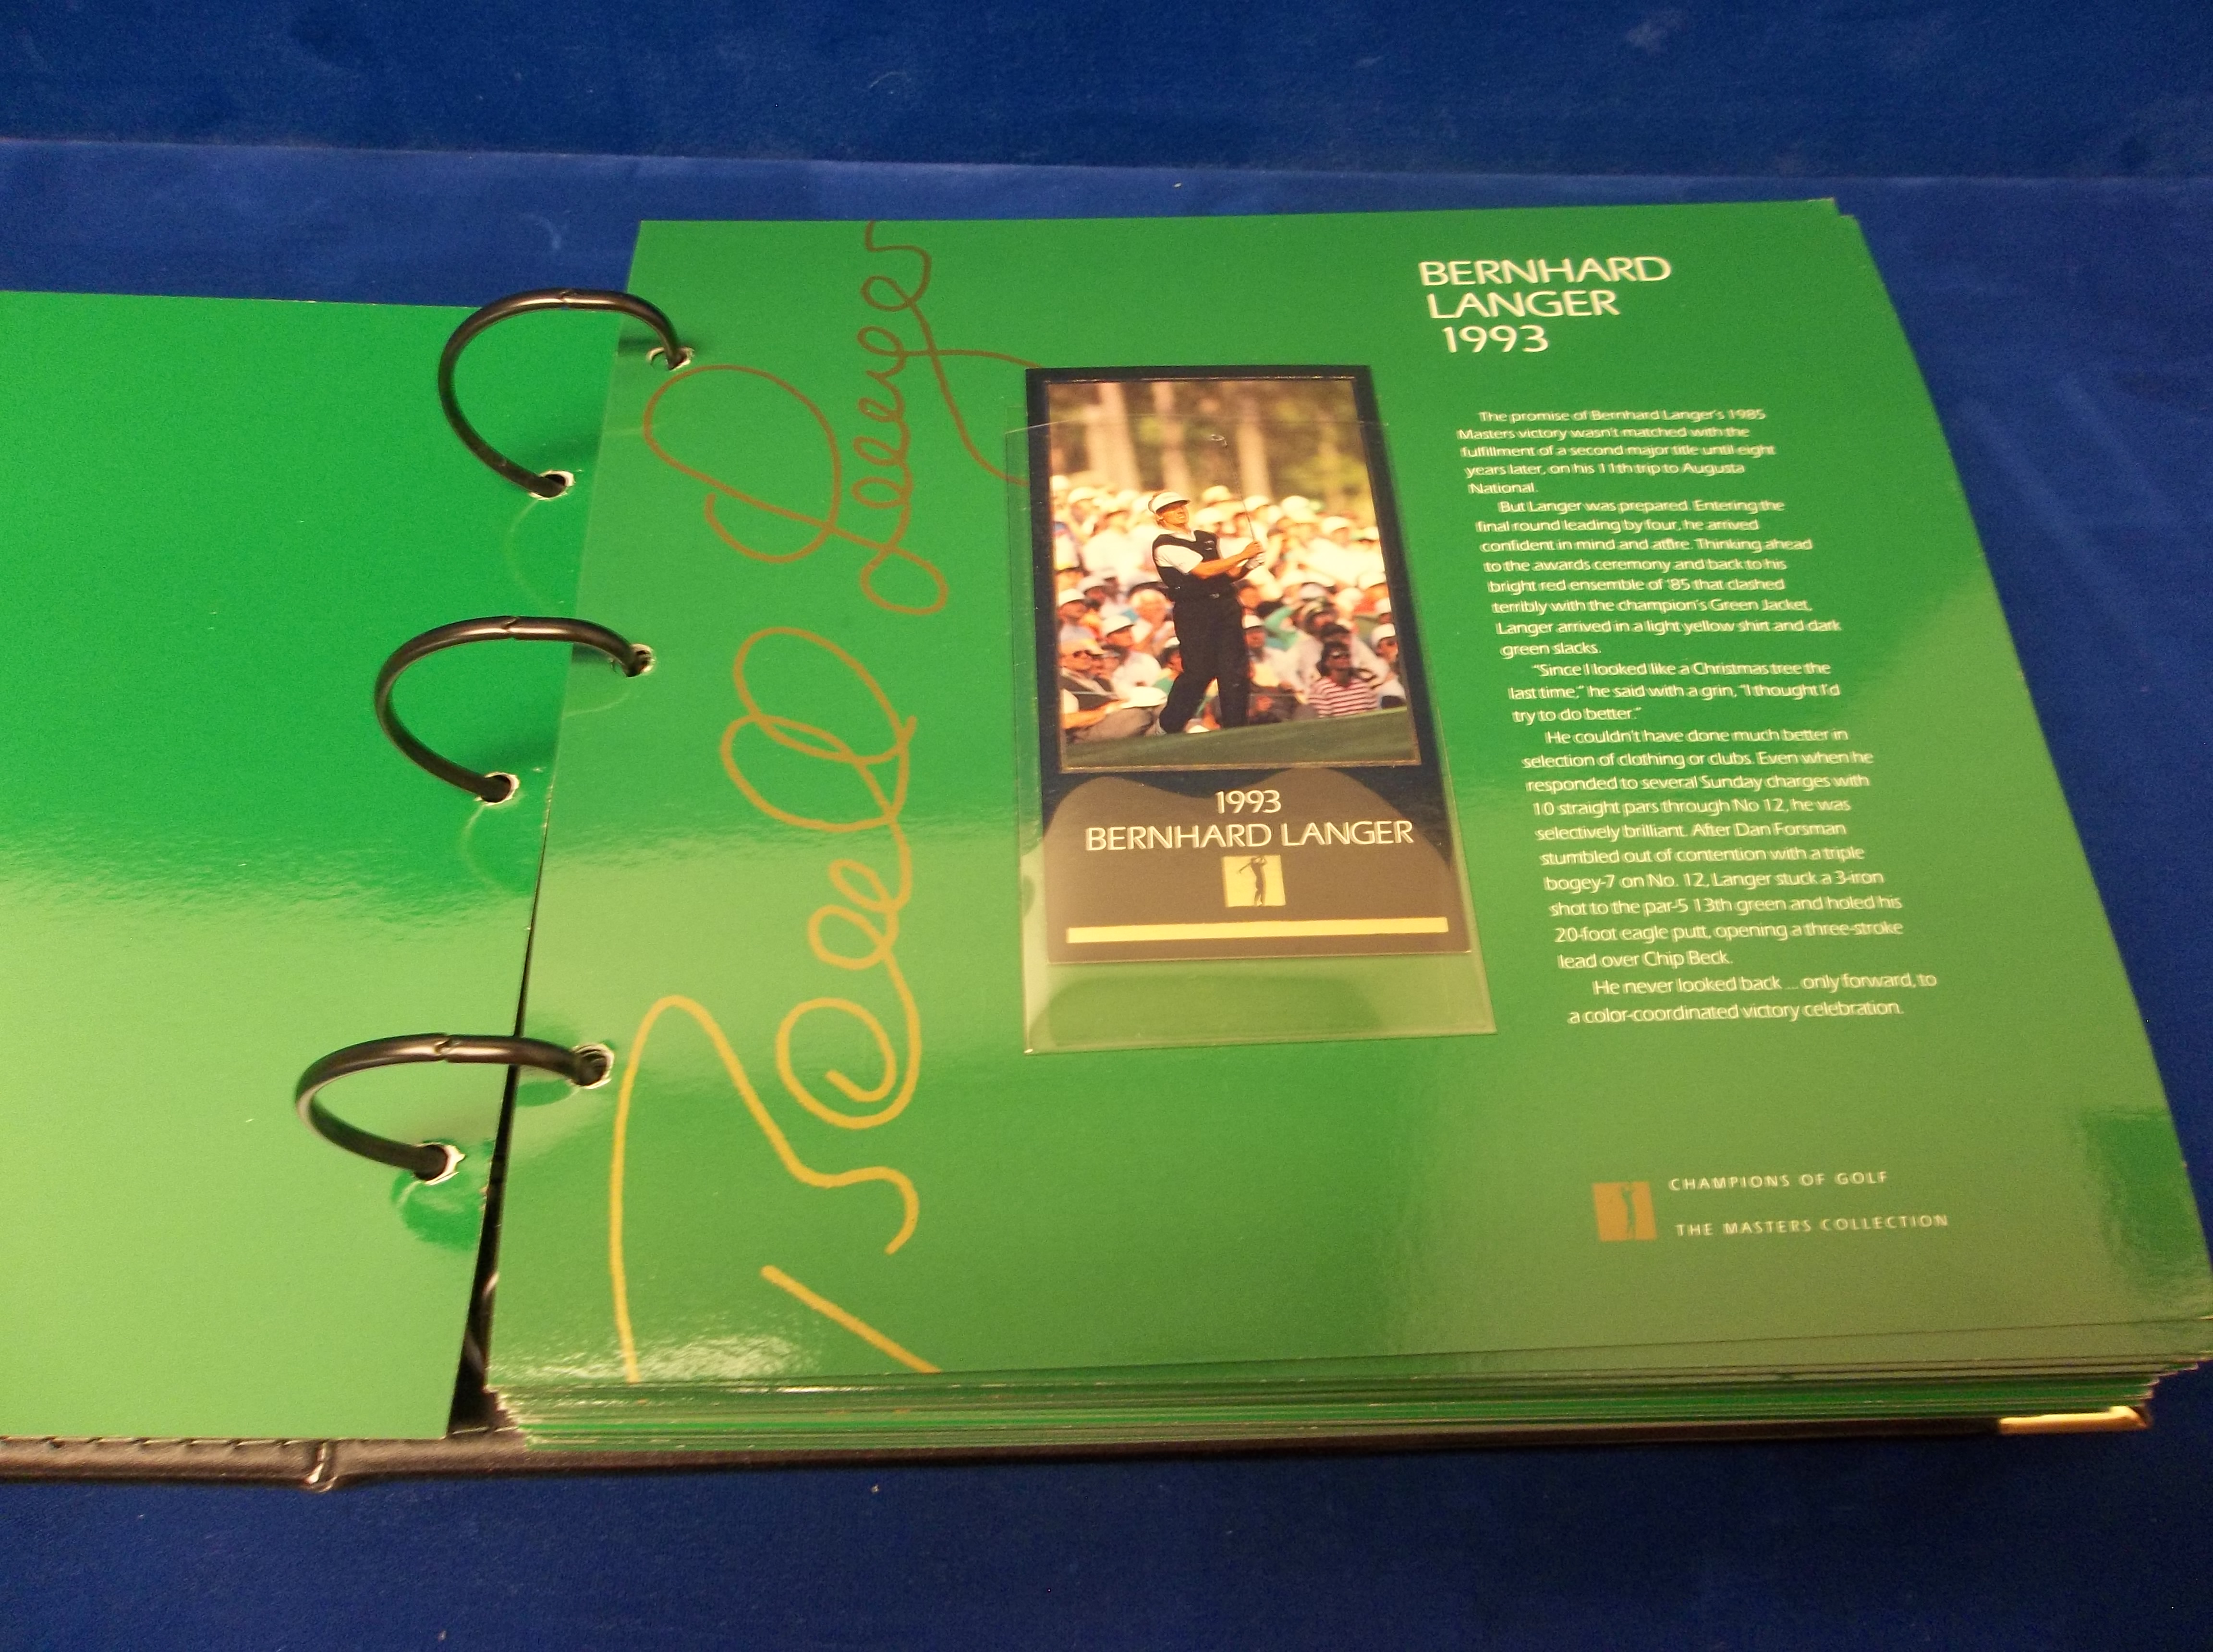 BERNHARD
LANGER
1993
The promise of Bernhard Langer's 1985
Masters victory wasn't matched with the
fulfillment of a second major title until eight
years later, on his 11th trip to Augusta
National.
But Langer was prepared. Entering the
final round leading by four, he arrived
confident in mind and attire. Thinking ahead
to the awards ceremony and back to his
bright red ensemble of '85 that clashed
terribly with the champion's Green Jacket,
Langer arrived in a light yellow shirt and dark
green slacks.
"Since I looked like a Christmas tree the
last time," he said with a grin, "I thought I'd
try to do better."
He couldn't have done much better in
selection of clothing or clubs. Even when he
responded to several Sunday charges with
10 straight pars through No 12, he was
selectively brilliant. After Dan Forsman
stumbled out of contention with a triple
bogey-7 on No. 12, Langer stuck a 3-iron
shot to the par-5 13th green and holed his
20-foot eagle putt, opening a three-stroke
lead over Chip Beck.
He never looked back ... only forward, to
a color-coordinated victory celebration.
1993
BERNHARD LANGER
CHAMPIONS OF GOLF
THE MASTERS COLLECTION